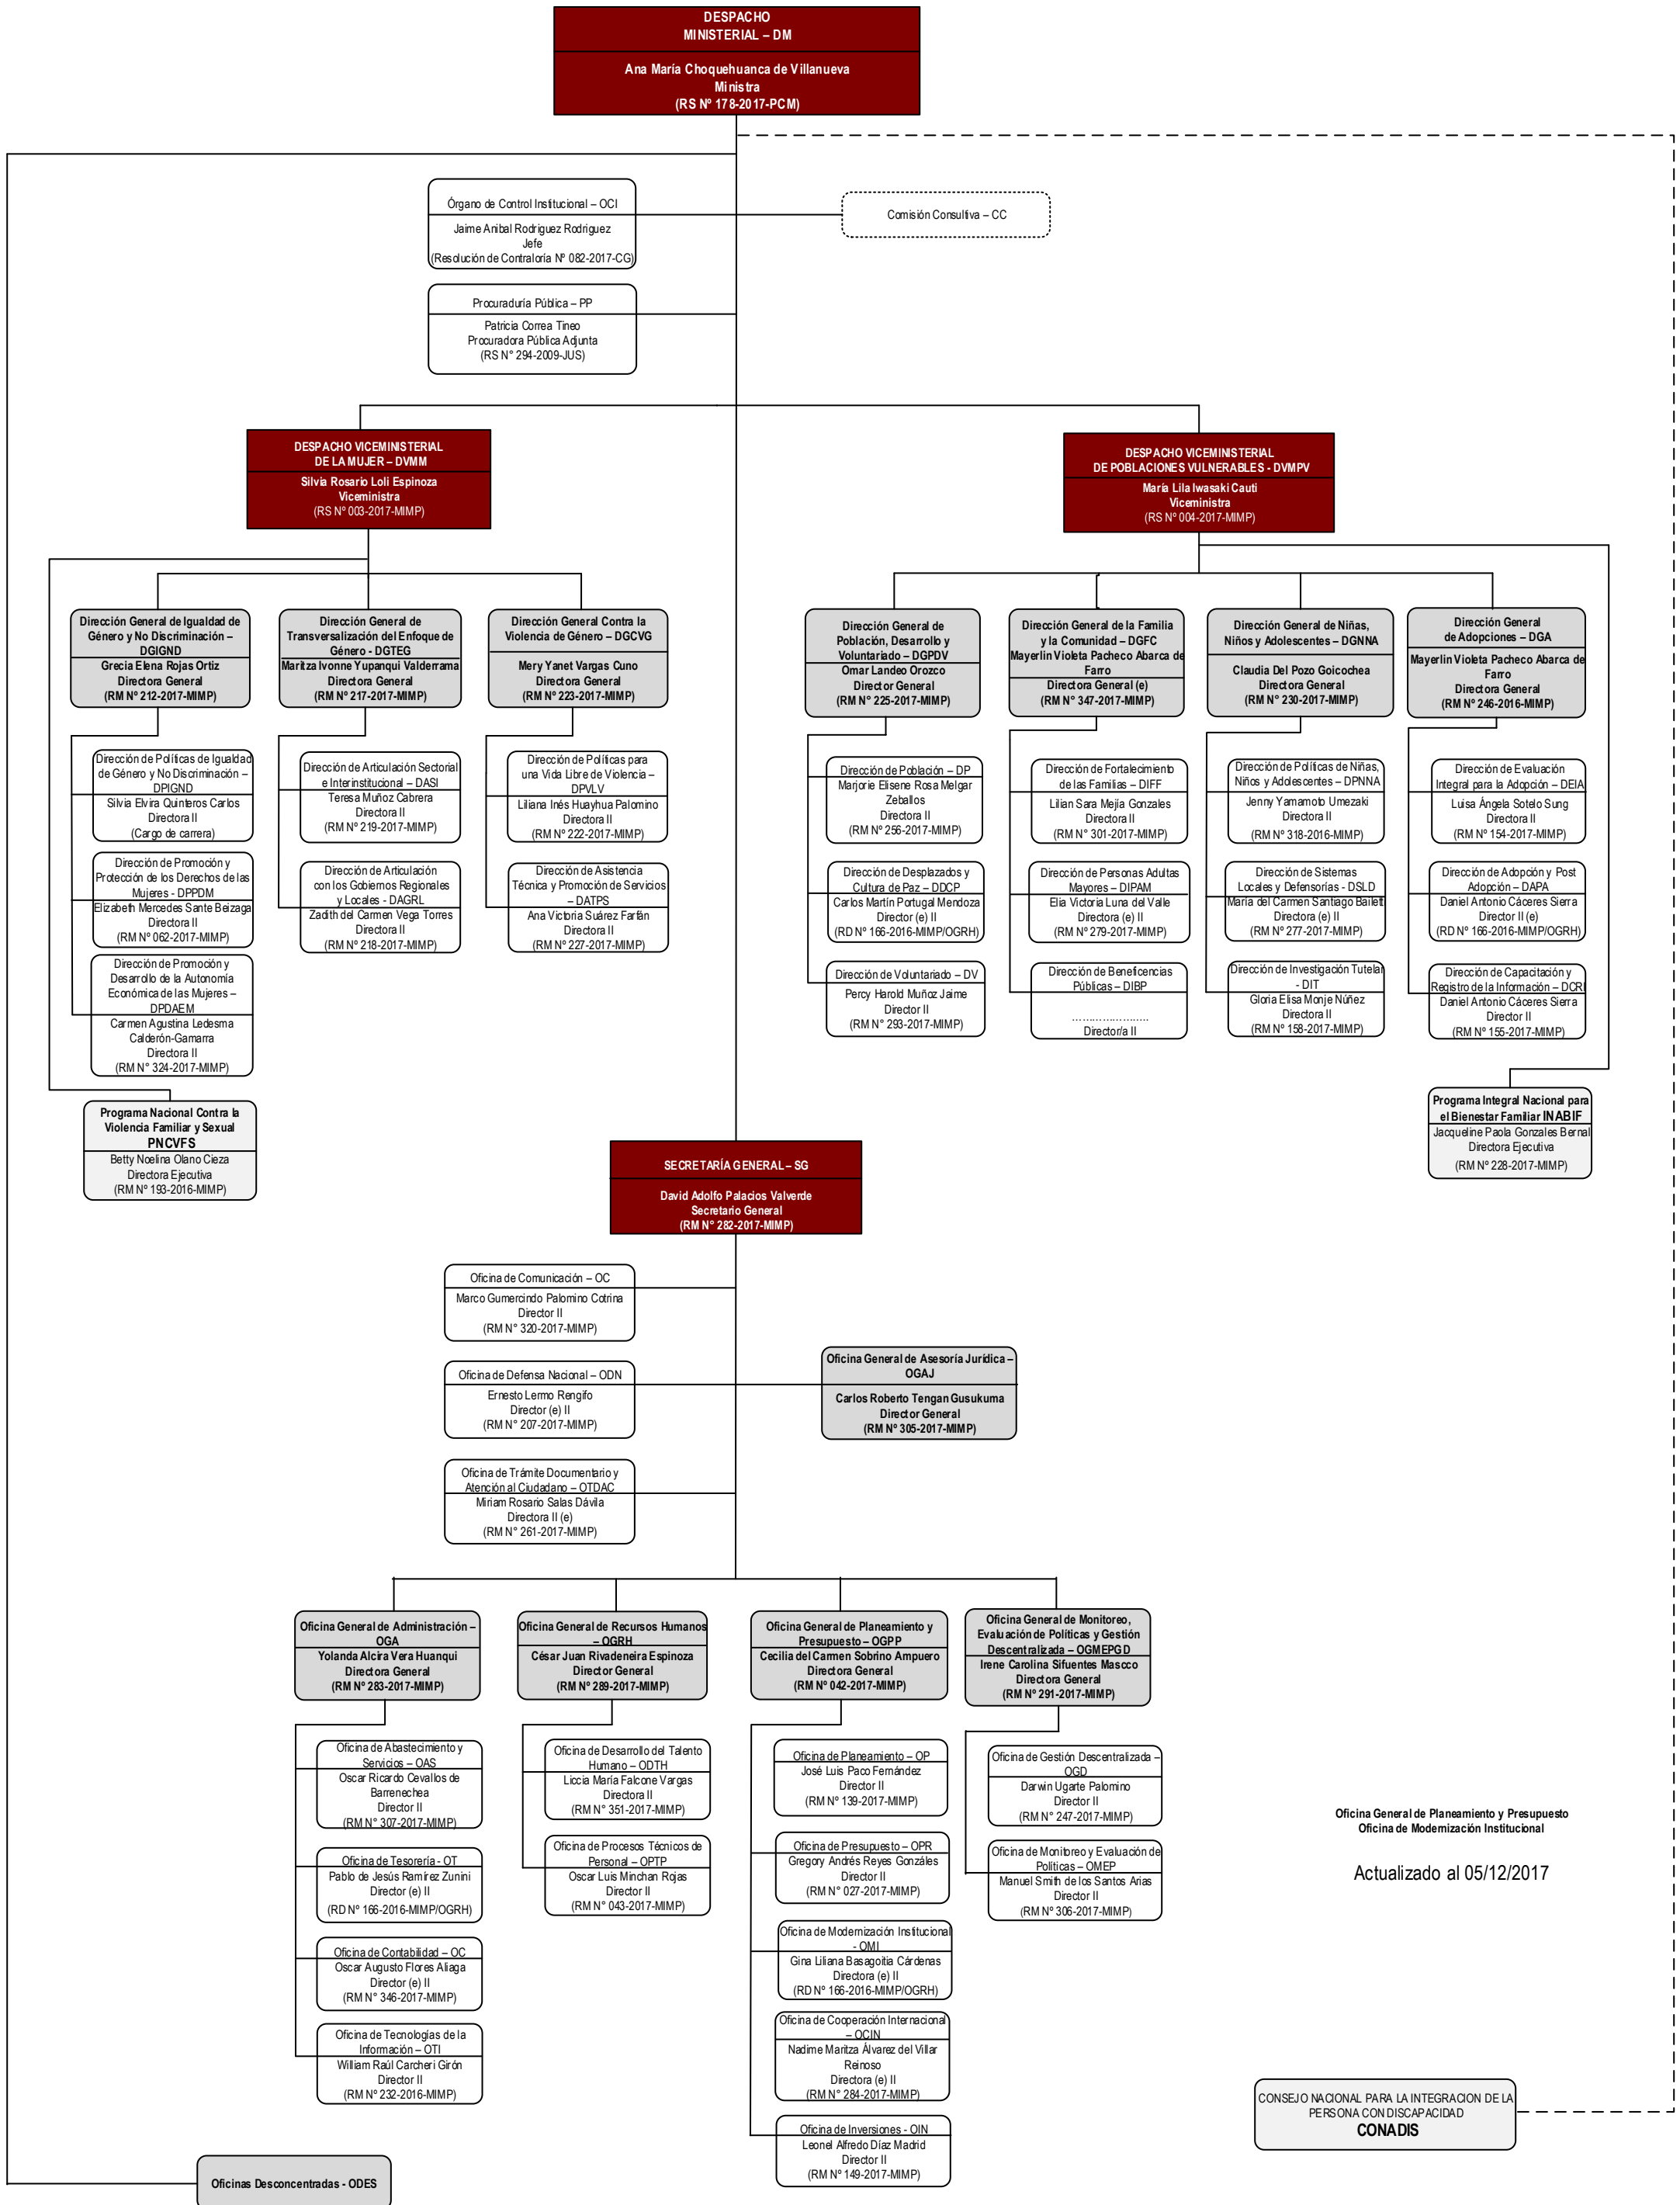 DESPACHO
MINISTERIAL – DM
Ana María Choquehuanca de Villanueva
Ministra
(RS Nº 178-2017-PCM)
Órgano de Control Institucional – OCI
Jaime Anibal Rodriguez Rodriguez
Jefe
(Resolución de Contraloría Nº 082-2017-CG)
Comisión Consultiva – CC
Procuraduría Pública – PP
Patricia Correa Tineo
Procuradora Pública Adjunta
(RS N° 294-2009-JUS)
DESPACHO VICEMINISTERIAL
DE LA MUJER – DVMM
Silvia Rosario Loli Espinoza
Viceministra
(RS Nº 003-2017-MIMP)
DESPACHO VICEMINISTERIAL
DE POBLACIONES VULNERABLES - DVMPV
María Lila Iwasaki Cauti
Viceministra
(RS Nº 004-2017-MIMP)
Dirección General de Igualdad de
Género y No Discriminación –
DGIGND
Grecia Elena Rojas Ortiz
Directora General
(RM Nº 212-2017-MIMP)
Dirección General de
Transversalización del Enfoque de
Género - DGTEG
Maritza Ivonne Yupanqui Valderrama
Directora General
(RM Nº 217-2017-MIMP)
Dirección General Contra la
Violencia de Género – DGCVG
Mery Yanet Vargas Cuno
Directora General
(RM Nº 223-2017-MIMP)
Dirección General de
Población, Desarrollo y
Voluntariado – DGPDV
Omar Landeo Orozco
Director General
(RM N° 225-2017-MIMP)
Dirección General de la Familia
y la Comunidad – DGFC
Mayerlin Violeta Pacheco Abarca de
Farro
Directora General (e)
(RM Nº 347-2017-MIMP)
Dirección General de Niñas,
Niños y Adolescentes – DGNNA
Claudia Del Pozo Goicochea
Directora General
(RM Nº 230-2017-MIMP)
Dirección General
de Adopciones – DGA
Mayerlin Violeta Pacheco Abarca de
Farro
Directora General
(RM Nº 246-2016-MIMP)
Dirección de Políticas de Igualdad
de Género y No Discriminación –
DPIGND
Silvia Elvira Quinteros Carlos
Directora II
(Cargo de carrera)
Dirección de Promoción y
Protección de los Derechos de las
Mujeres - DPPDM
Elizabeth Mercedes Sante Beizaga
Directora II
(RM Nº 062-2017-MIMP)
Dirección de Promoción y
Desarrollo de la Autonomía
Económica de las Mujeres –
DPDAEM
Carmen Agustina Ledesma
Calderón-Gamarra
Directora II
(RM N° 324-2017-MIMP)
Dirección de Articulación Sectorial
e Interinstitucional – DASI
Teresa Muñoz Cabrera
Directora II
(RM Nº 219-2017-MIMP)
Dirección de Articulación
con los Gobiernos Regionales
y Locales - DAGRL
Zadith del Carmen Vega Torres
Directora II
(RM Nº 218-2017-MIMP)
Dirección de Políticas para
una Vida Libre de Violencia –
DPVLV
Liliana Inés Huayhua Palomino
Directora II
(RM Nº 222-2017-MIMP)
Dirección de Asistencia
Técnica y Promoción de Servicios
– DATPS
Ana Victoria Suárez Farfán
Directora II
(RM Nº 227-2017-MIMP)
Dirección de Población – DP
Marjorie Elisene Rosa Melgar
Zeballos
Directora II
(RM Nº 256-2017-MIMP)
Dirección de Desplazados y
Cultura de Paz – DDCP
Carlos Martín Portugal Mendoza
Director (e) II
(RD Nº 166-2016-MIMP/OGRH)
Dirección de Voluntariado – DV
Percy Harold Muñoz Jaime
Director II
(RM N° 293-2017-MIMP)
Dirección de Fortalecimiento
de las Familias – DIFF
Lilian Sara Mejía Gonzales
Directora II
(RM N° 301-2017-MIMP)
Dirección de Personas Adultas
Mayores – DIPAM
Elia Victoria Luna del Valle
Directora (e) II
(RM N° 279-2017-MIMP)
Dirección de Beneficencias
Públicas – DIBP
…………………..
Director/a II
Dirección de Políticas de Niñas,
Niños y Adolescentes – DPNNA
Jenny Yamamoto Umezaki
Directora II
(RM Nº 318-2016-MIMP)
Dirección de Sistemas
Locales y Defensorías - DSLD
María del Carmen Santiago Bailett
Directora (e) II
(RM N° 277-2017-MIMP)
Dirección de Investigación Tutelar
- DIT
Gloria Elisa Monje Núñez
Directora II
(RM Nº 158-2017-MIMP)
Dirección de Evaluación
Integral para la Adopción – DEIA
Luisa Ángela Sotelo Sung
Directora II
(RM Nº 154-2017-MIMP)
Dirección de Adopción y Post
Adopción – DAPA
Daniel Antonio Cáceres Sierra
Director II (e)
(RD Nº 166-2016-MIMP/OGRH)
Dirección de Capacitación y
Registro de la Información – DCRI
Daniel Antonio Cáceres Sierra
Director II
(RM Nº 155-2017-MIMP)
Programa Nacional Contra la
Violencia Familiar y Sexual
PNCVFS
Betty Noelina Olano Cieza
Directora Ejecutiva
(RM Nº 193-2016-MIMP)
Programa Integral Nacional para
el Bienestar Familiar INABIF
Jacqueline Paola Gonzales Bernal
Directora Ejecutiva
(RM Nº 228-2017-MIMP)
SECRETARÍA GENERAL – SG
David Adolfo Palacios Valverde
Secretario General
(RM N° 282-2017-MIMP)
Oficina de Comunicación – OC
Marco Gumercindo Palomino Cotrina
Director II
(RM N° 320-2017-MIMP)
Oficina de Defensa Nacional – ODN
Ernesto Lermo Rengifo
Director (e) II
(RM N° 207-2017-MIMP)
Oficina General de Asesoría Jurídica –
OGAJ
Carlos Roberto Tengan Gusukuma
Director General
(RM Nº 305-2017-MIMP)
Oficina de Trámite Documentario y
Atención al Ciudadano – OTDAC
Miriam Rosario Salas Dávila
Directora II (e)
(RM N° 261-2017-MIMP)
Oficina General de Administración –
OGA
Yolanda Alcira Vera Huanqui
Directora General
(RM Nº 283-2017-MIMP)
Oficina General de Recursos Humanos
– OGRH
César Juan Rivadeneira Espinoza
Director General
(RM Nº 289-2017-MIMP)
Oficina General de Planeamiento y
Presupuesto – OGPP
Cecilia del Carmen Sobrino Ampuero
Directora General
(RM Nº 042-2017-MIMP)
Oficina General de Monitoreo,
Evaluación de Políticas y Gestión
Descentralizada – OGMEPGD
Irene Carolina Sifuentes Mascco
Directora General
(RM N° 291-2017-MIMP)
Oficina de Abastecimiento y
Servicios – OAS
Oscar Ricardo Cevallos de
Barrenechea
Director II
(RM N° 307-2017-MIMP)
Oficina de Tesorería - OT
Pablo de Jesús Ramírez Zunini
Director (e) II
(RD Nº 166-2016-MIMP/OGRH)
Oficina de Contabilidad – OC
Oscar Augusto Flores Aliaga
Director (e) II
(RM N° 346-2017-MIMP)
Oficina de Tecnologías de la
Información – OTI
William Raúl Carcheri Girón
Director II
(RM N° 232-2016-MIMP)
Oficina de Desarrollo del Talento
Humano – ODTH
Liccia María Falcone Vargas
Directora II
(RM N° 351-2017-MIMP)
Oficina de Procesos Técnicos de
Personal – OPTP
Oscar Luis Minchan Rojas
Director II
(RM N° 043-2017-MIMP)
Oficina de Planeamiento – OP
José Luis Paco Fernández
Director II
(RM N° 139-2017-MIMP)
Oficina de Presupuesto – OPR
Gregory Andrés Reyes Gonzáles
Director II
(RM N° 027-2017-MIMP)
Oficina de Modernización Institucional
- OMI
Gina Liliana Basagoitia Cárdenas
Directora (e) II
(RD Nº 166-2016-MIMP/OGRH)
Oficina de Cooperación Internacional
– OCIN
Nadime Maritza Álvarez del Villar
Reinoso
Directora (e) II
(RM N° 284-2017-MIMP)
Oficina de Inversiones - OIN
Leonel Alfredo Díaz Madrid
Director II
(RM Nº 149-2017-MIMP)
Oficina de Gestión Descentralizada –
OGD
Darwin Ugarte Palomino
Director II
(RM N° 247-2017-MIMP)
Oficina de Monitoreo y Evaluación de
Políticas – OMEP
Manuel Smith de los Santos Arias
Director II
(RM N° 306-2017-MIMP)
Oficina General de Planeamiento y Presupuesto
Oficina de Modernización Institucional
Actualizado al 05/12/2017
CONSEJO NACIONAL PARA LA INTEGRACION DE LA
PERSONA CON DISCAPACIDAD
CONADIS
Oficinas Desconcentradas - ODES